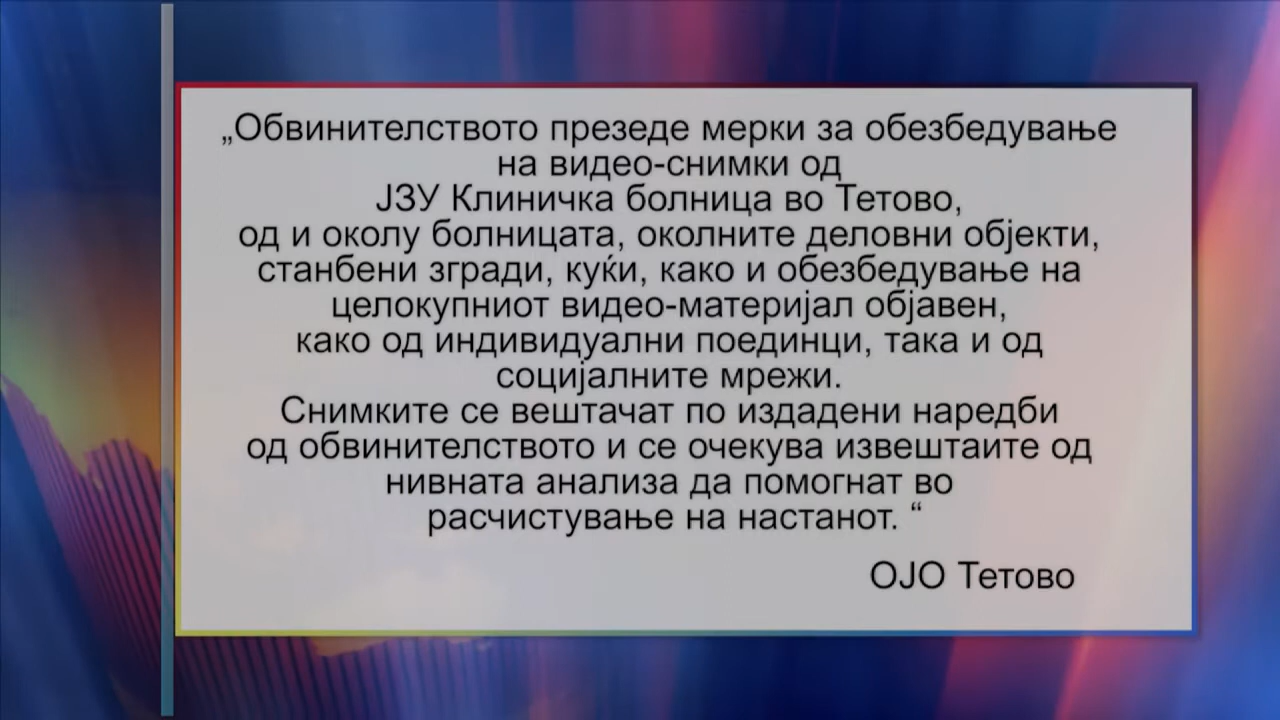 „Обвинителството презеде мерки за обезбедување
на видео-снимки од
ЈЗУ Клиничка болница во Тетово,
од и околу болницата, околните деловни објекти,
станбени згради, куќи, како и обезбедување на
целокупниот видео-материјал објавен,
како од индивидуални поединци, така и од
социјалните мрежи.
Снимките се вештачат по издадени наредби
од обвинителството и се очекува извештаите од
нивната анализа да помогнат во
расчистување на настанот. “
ОЈО Тетово